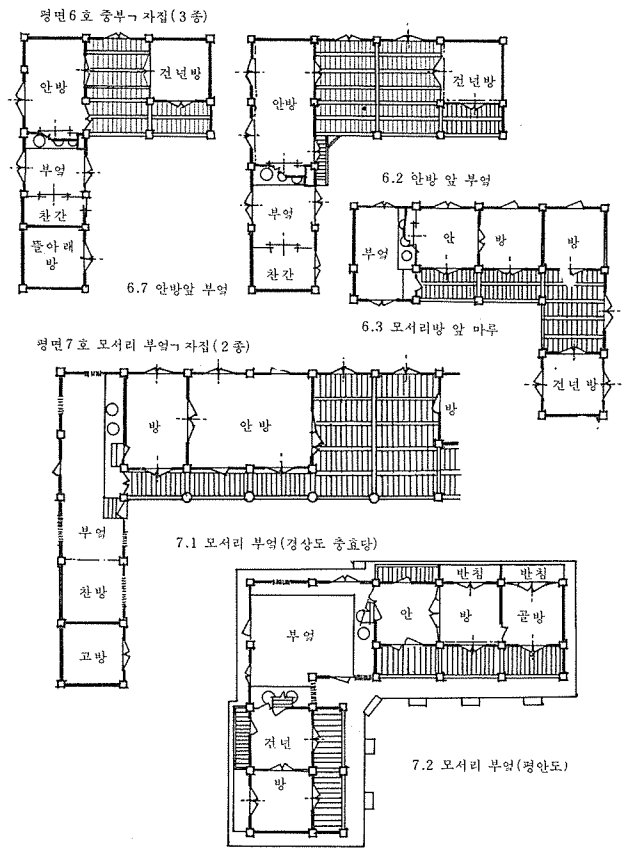 평면6호 중부ㄱ자집(3종)
안방
건넌방
부엌
찬간
뜰아래
방
6.7 안방앞 부엌
안방
건넌방
부엌
찬간
6.2 안방 앞 부엌
부엌
안
방
방
건넌방
6.3 모서리방 앞 마루
평면7호 모서리 부엌ㄱ자집(2종)
방
안방
방
부엌
찬방
고방
7.1 모서리 부엌(경상도 충효당)
반침
반침
안
방
골방
부엌
건넌
방
7.2 모서리 부엌(평안도)